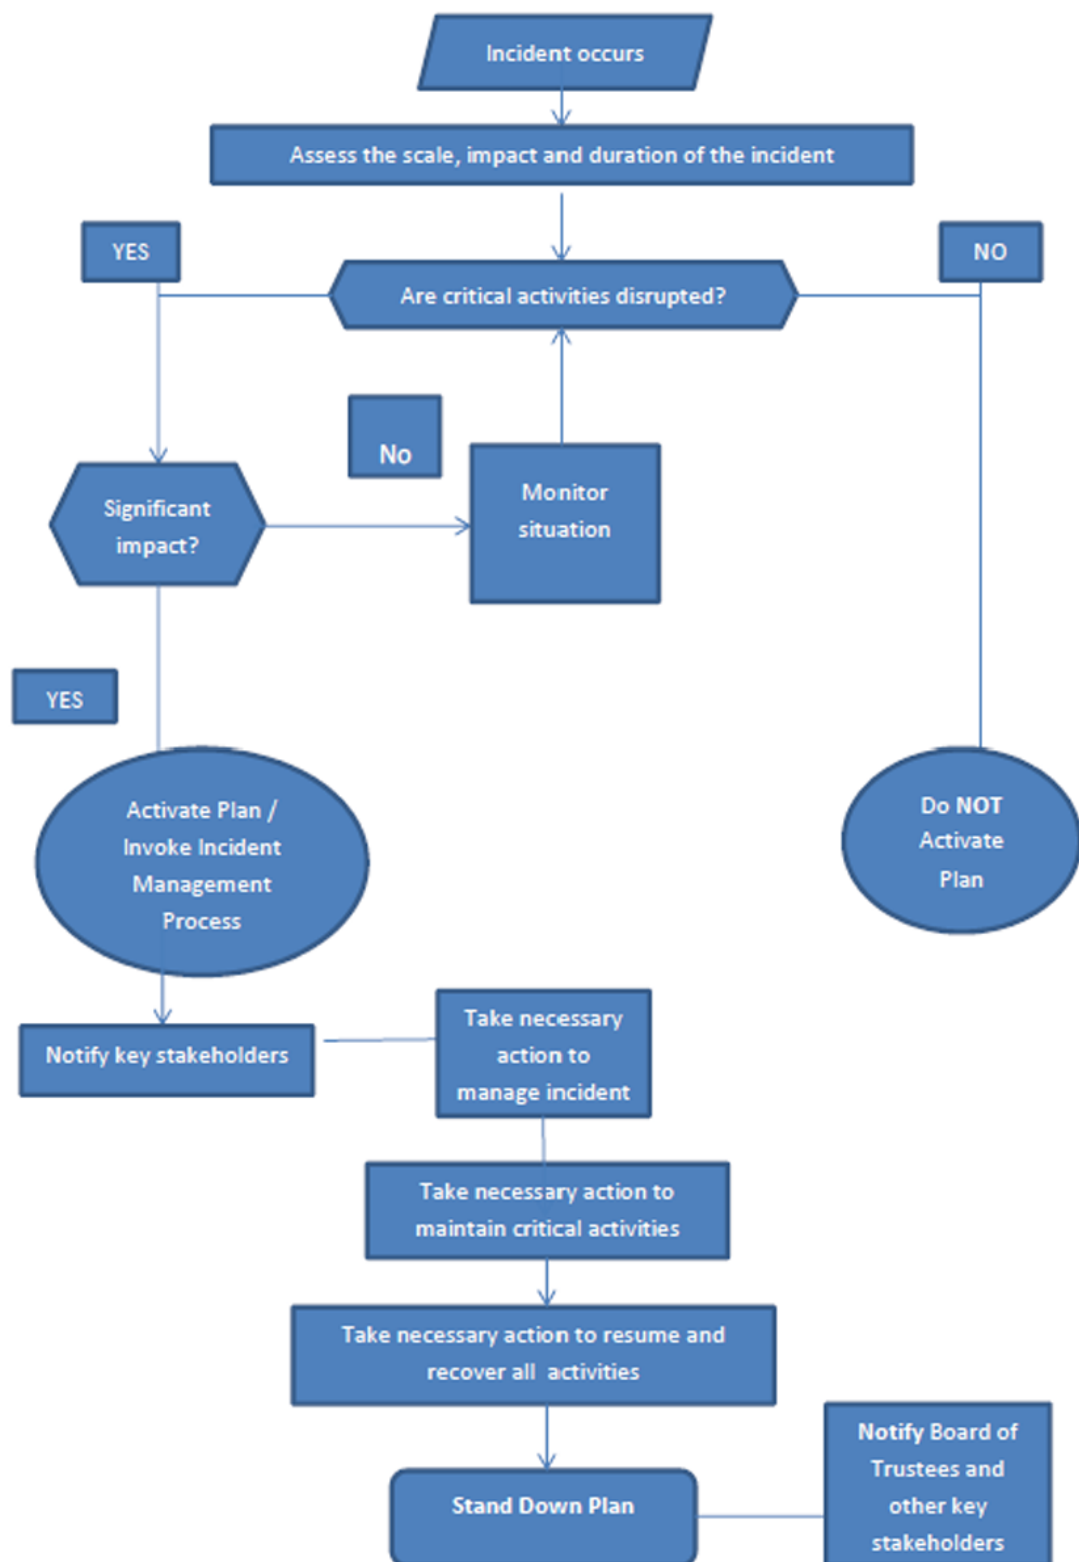 Incident occurs
Assess the scale, impact and duration of the incident
YES
NO
Are critical activities disrupted?
No
Monitor
situation
Significant
impact?
YES
Activate Plan /
Invoke Incident
Management
Process
Do NOT
Activate
Plan
Notify key stakeholders
Take necessary
action to
manage incident
Take necessary action to
maintain critical activities
Take necessary action to resume and
recover all activities
Stand Down Plan
Notify Board of
Trustees and
other key
stakeholders